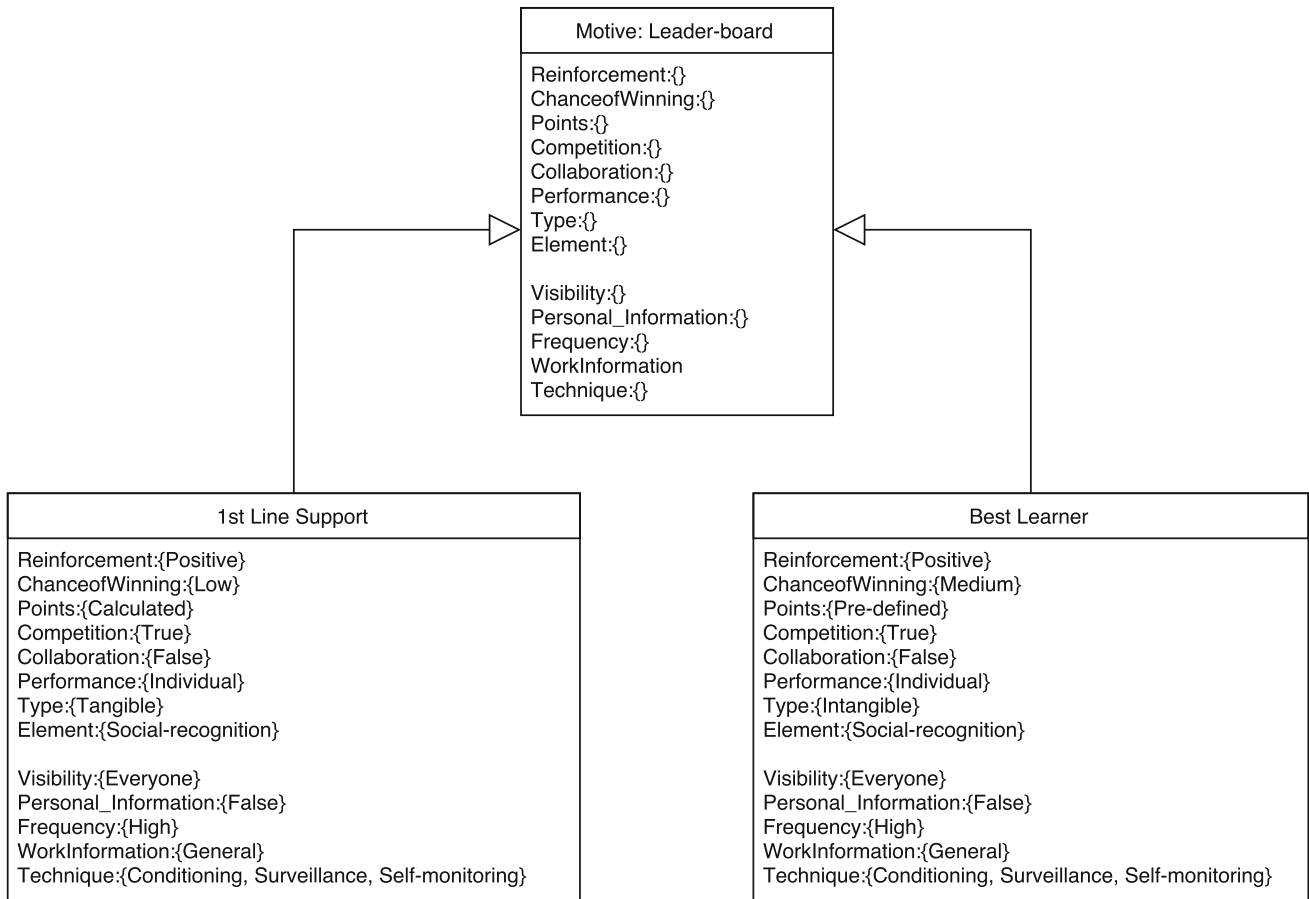 Motive: Leader-board
Reinforcement:{}
ChanceofWinning:{}
Points:{}
Competition:{}
Collaboration:{}
Performance:{}
Type:{}
Element:{}
Visibility:{}
Personal_Information:{}
Frequency:{}
WorkInformation
Technique:{}
1st Line Support
Reinforcement:{Positive}
ChanceofWinning:{Low}
Points:{Calculated}
Competition:{True}
Collaboration:{False}
Performance:{Individual}
Type:{Tangible}
Element:{Social-recognition}
Visibility:{Everyone}
Personal_Information:{False}
Frequency:{High}
WorkInformation:{General}
Technique:{Conditioning, Surveillance, Self-monitoring}
Best Learner
Reinforcement:{Positive}
ChanceofWinning:{Medium}
Points:{Pre-defined}
Competition:{True}
Collaboration:{False}
Performance:{Individual}
Type:{Intangible}
Element:{Social-recognition}
Visibility:{Everyone}
Personal_Information:{False}
Frequency:{High}
WorkInformation:{General}
Technique:{Conditioning, Surveillance, Self-monitoring}